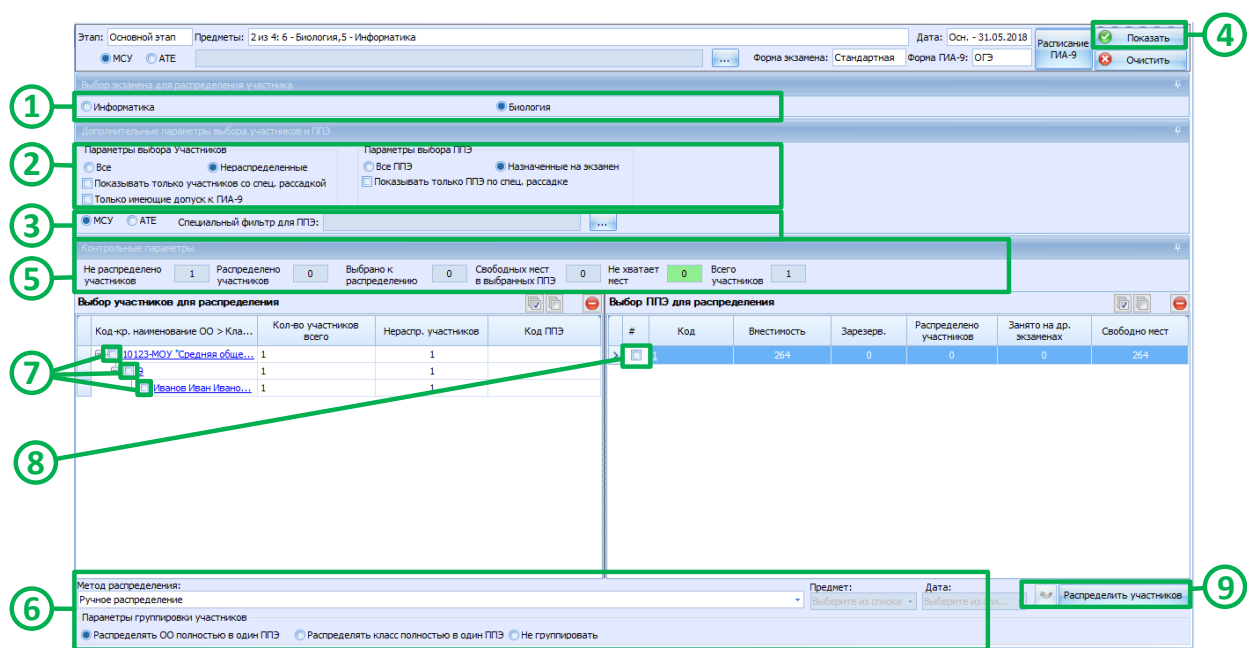 Этап: Основной этап Предметы: 2 из 4: 6 - Биология,5 - Информатика Дата: Осн. - 31.05.2018 Расписание ГИА-9 Показать
МСУ АТЕ ... Форма экзамена: Стандартная Форма ГИА-9: ОГЭ Очистить
4
Выбор экзамена для распределения участника
1
Информатика Биология
Дополнительные параметры выбора участников и ППЭ
2
Параметры выбора Участников Параметры выбора ППЭ
Все Нераспределенные Все ППЭ Назначенные на экзамен
Показывать только участников со спец. рассадкой Показывать только ППЭ по спец. рассадке
Только имеющие допуск к ГИА-9
3
МСУ АТЕ Специальный фильтр для ППЭ: ...
Контрольные параметры
5
Не распределено участников 1 Распределено участников 0 Выбрано к распределению 0 Свободных мест в выбранных ППЭ 0 Не хватает мест 0 Всего участников 1
Выбор участников для распределения Выбор ППЭ для распределения
Код-кр. наименование ОО > Кла... Кол-во участников всего Нераспр. участников Код ППЭ # Код Вместимость Зарезерв. Распределено участников Занято на др. экзаменах Свободно мест
10123-МОУ "Средняя обще... 1 1 1 264 0 0 0 264
7
9 1 1
Иванов Иван Ивано... 1 1
8
Метод распределения: Предмет: Дата:
Ручное распределение Выберите из списка Выберите из спи... Распределить участников
9
6
Параметры группировки участников
Распределять ОО полностью в один ППЭ Распределять класс полностью в один ППЭ Не группировать